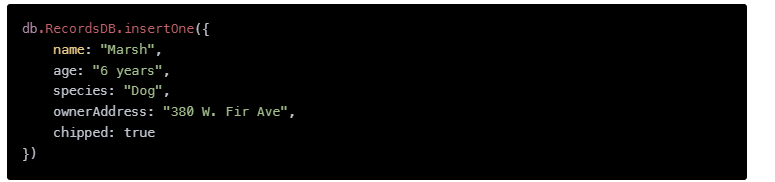 db.RecordsDB.insertOne({
    name: "Marsh",
    age: "6 years",
    species: "Dog",
    ownerAddress: "380 W. Fir Ave",
    chipped: true
})